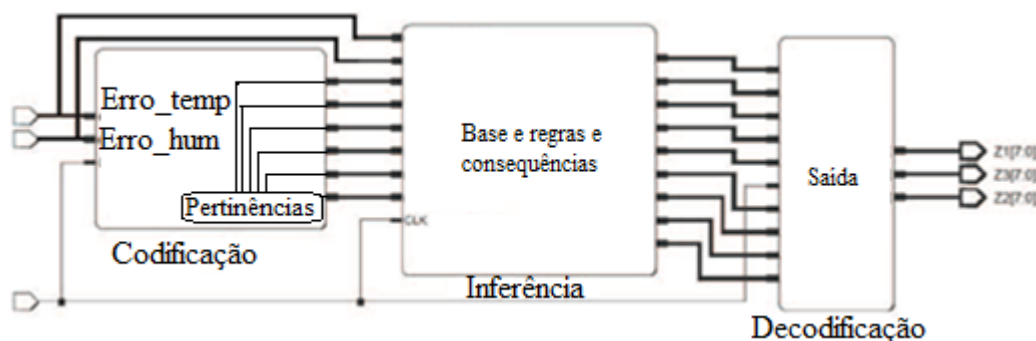 Erro_temp
Erro_hum
Pertinências
Codificação
Base e regras e
consequências
CLK
Inferência
Saída
Decodificação
Z1[7:0]
Z3[7:0]
Z2[7:0]